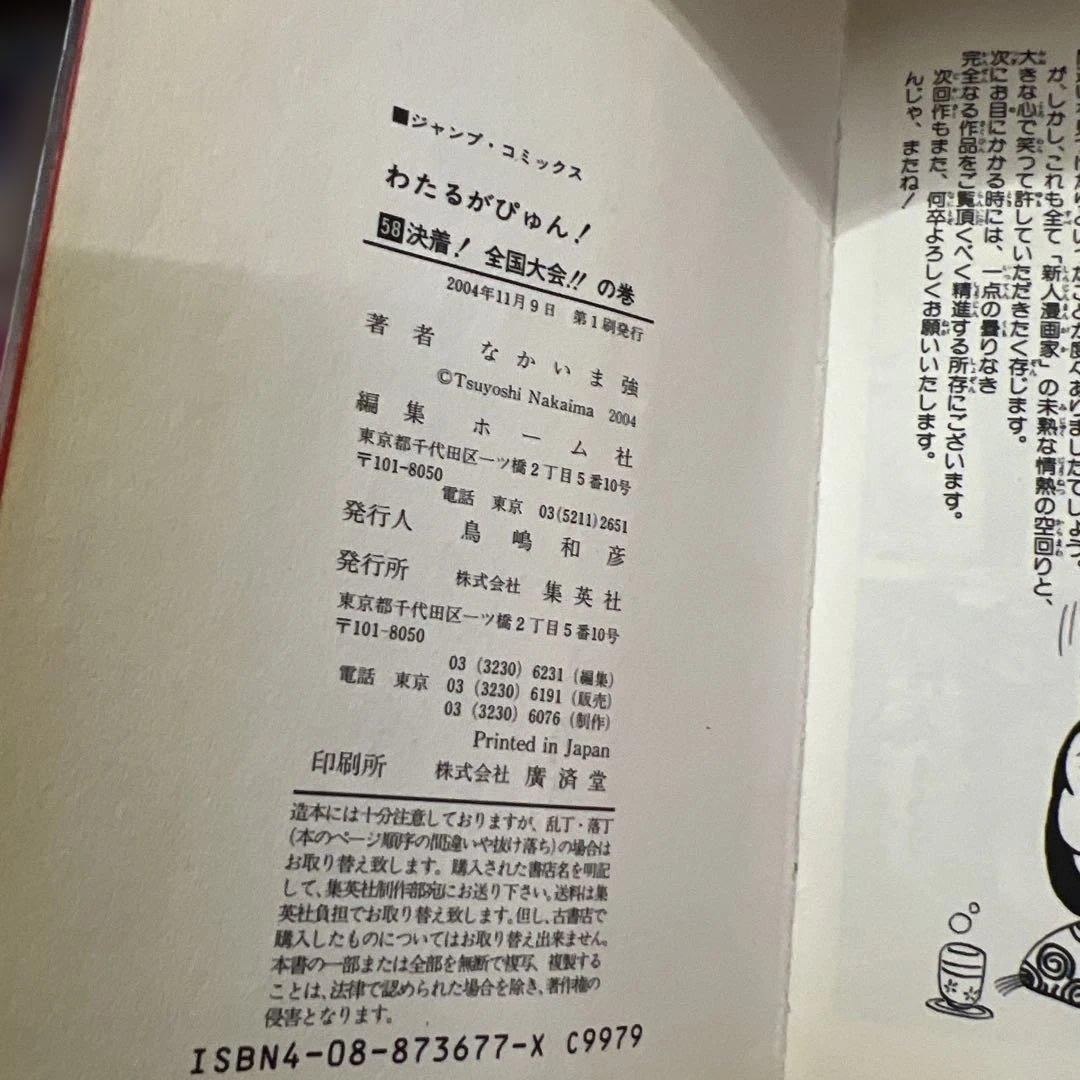 ■ジャンプ・コミックス
わたるがぴゅん!
58決着! 全国大会!! の巻
2004年11月9日 第1刷発行
著者 なかいま強
©Tsuyoshi Nakaima 2004
編集 ホーム社
東京都千代田区一ツ橋2丁目5番10号
〒101-8050
電話 東京 03(5211)2651
発行人 鳥嶋和彦
発行所 株式会社 集英社
東京都千代田区一ツ橋2丁目5番10号
〒101-8050
03 (3230) 6231 (編集)
電話 東京 03 (3230) 6191 (販売)
03 (3230) 6076 (制作)
Printed in Japan
印刷所 株式会社 廣済堂
造本には十分注意しておりますが、乱丁・落丁
(本のページ順序の間違いや抜け落ち)の場合は
お取り替え致します。購入された書店名を明記
して、集英社制作部宛にお送り下さい。送料は集
英社負担でお取り替え致します。但し、古書店で
購入したものについてはお取り替え出来ません。
本書の一部または全部を無断で複写、複製する
ことは、法律で認められた場合を除き、著作権の
侵害となります。
ISBN4-08-873677-X C9979
たことが度々ありましたでしょう。
が、しかし、これも全て「新人漫画家」の未熟な情熱の空回りと、
大きな心で笑って許していただきたく存じます。
次にお目にかかる時には、一点の曇りなき
完全なる作品をご覧頂くべく精進する所存にございます。
次回作もまた、何卒よろしくお願いいたします。
んじゃ、またね!